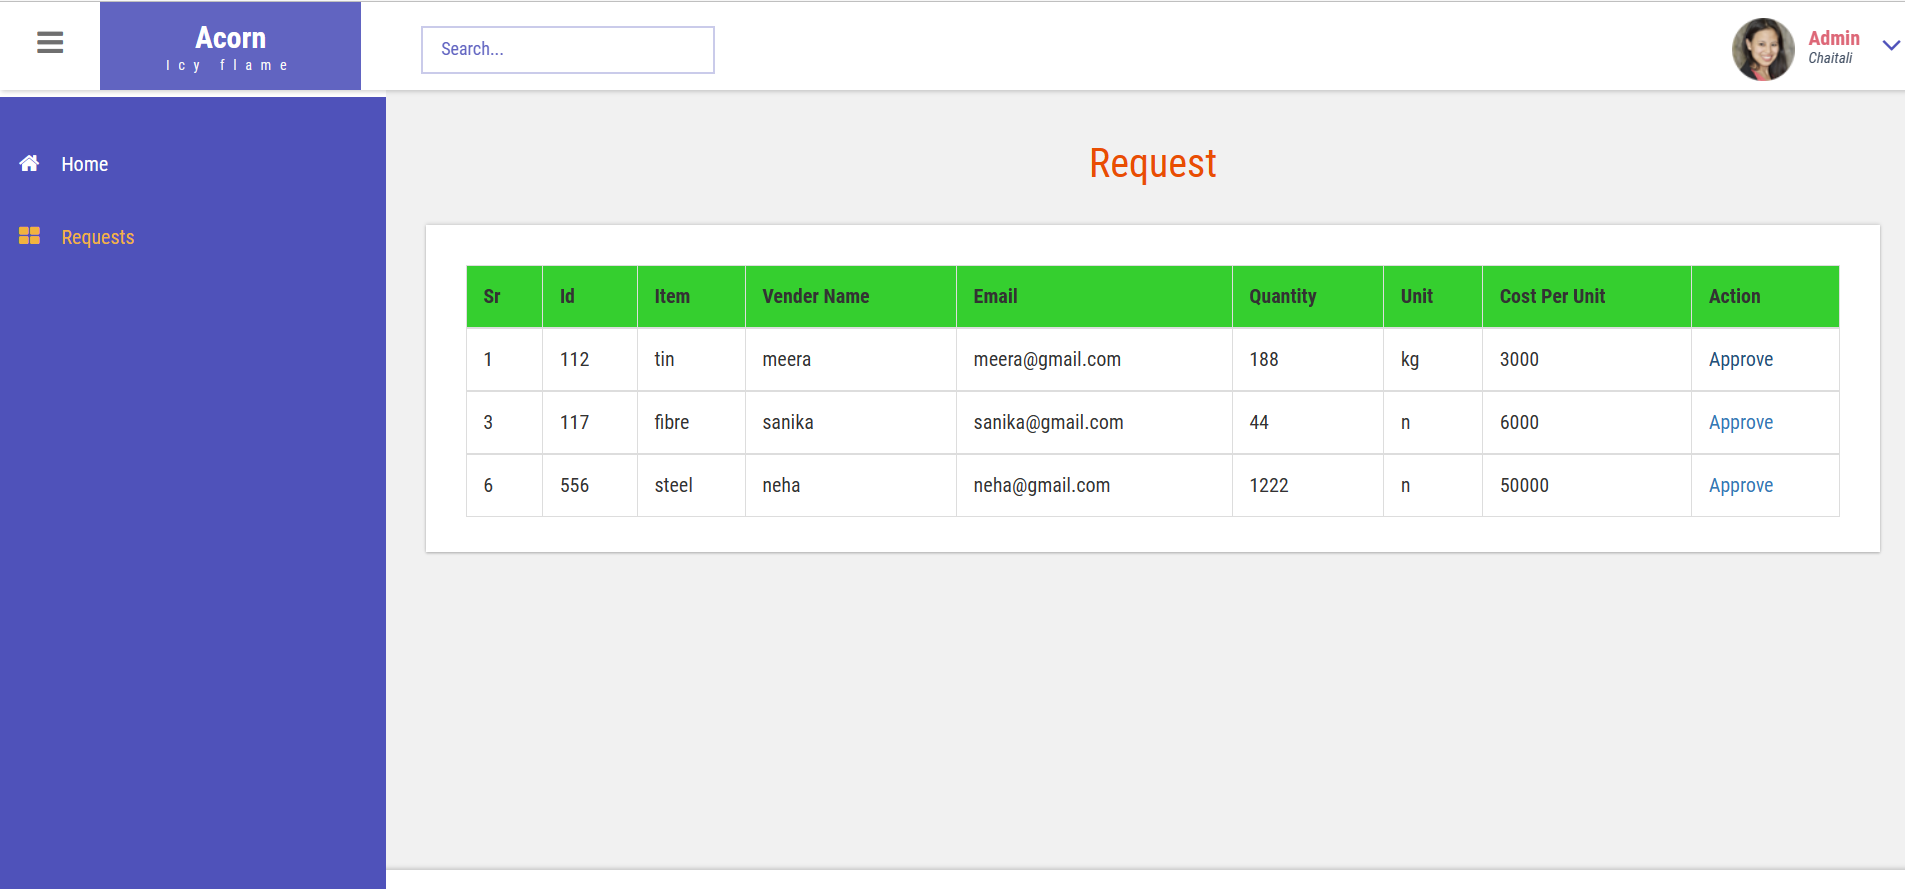 Acorn
Icy flame
Search...
Admin
Chaitali
Home
Requests
Request
Sr Id Item Vender Name Email Quantity Unit Cost Per Unit Action
1 112 tin meera meera@gmail.com 188 kg 3000 Approve
3 117 fibre sanika sanika@gmail.com 44 n 6000 Approve
6 556 steel neha neha@gmail.com 1222 n 50000 Approve